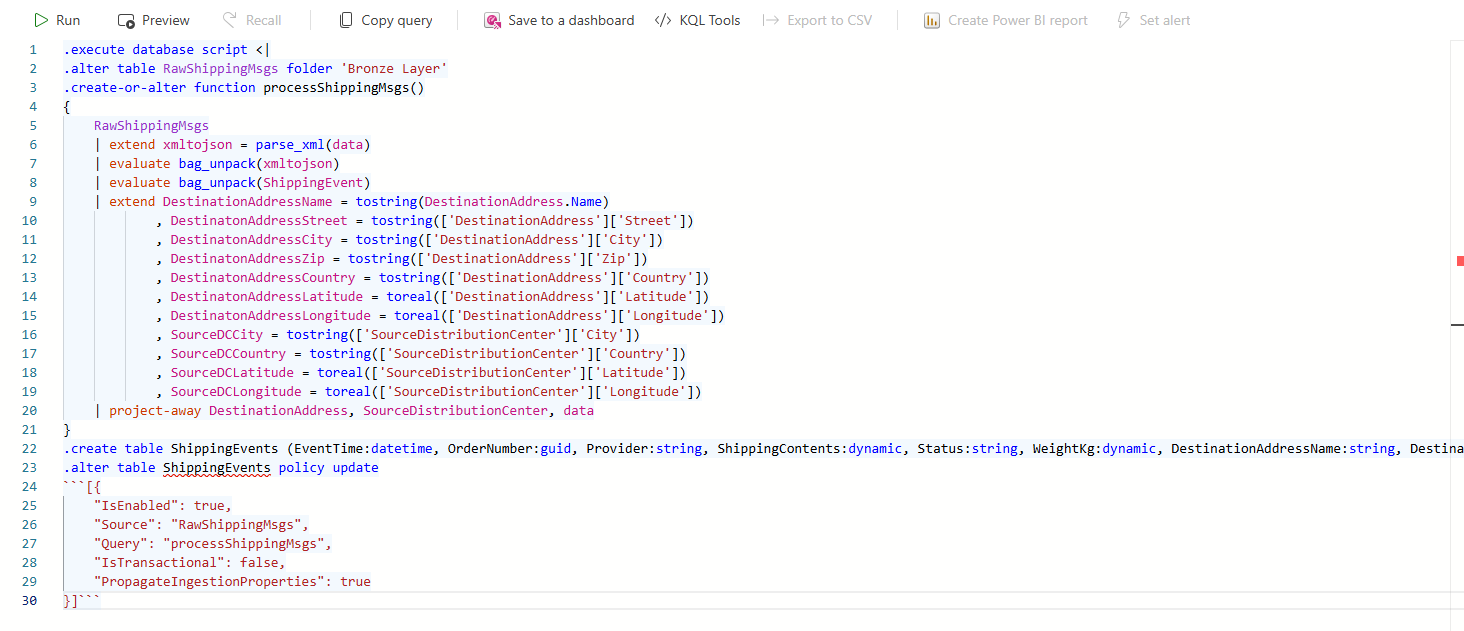 Run Preview Recall Copy query Save to a dashboard </> KQL Tools Export to CSV Create Power BI report Set alert
1 .execute database script <|
2 .alter table RawShippingMsgs folder 'Bronze Layer'
3 .create-or-alter function processShippingMsgs()
4 {
5 RawShippingMsgs
6 | extend xmltojson = parse_xml(data)
7 | evaluate bag_unpack(xmltojson)
8 | evaluate bag_unpack(ShippingEvent)
9 | extend DestinationAddressName = tostring(DestinationAddress.Name)
10 , DestinatonAddressStreet = tostring(['DestinationAddress']['Street'])
11 , DestinatonAddressCity = tostring(['DestinationAddress']['City'])
12 , DestinatonAddressZip = tostring(['DestinationAddress']['Zip'])
13 , DestinatonAddressCountry = tostring(['DestinationAddress']['Country'])
14 , DestinatonAddressLatitude = toreal(['DestinationAddress']['Latitude'])
15 , DestinatonAddressLongitude = toreal(['DestinationAddress']['Longitude'])
16 , SourceDCCity = tostring(['SourceDistributionCenter']['City'])
17 , SourceDCCountry = tostring(['SourceDistributionCenter']['Country'])
18 , SourceDCLatitude = toreal(['SourceDistributionCenter']['Latitude'])
19 , SourceDCLongitude = toreal(['SourceDistributionCenter']['Longitude'])
20 | project-away DestinationAddress, SourceDistributionCenter, data
21 }
22 .create table ShippingEvents (EventTime:datetime, OrderNumber:guid, Provider:string, ShippingContents:dynamic, Status:string, WeightKg:dynamic, DestinationAddressName:string, Destina
23 .alter table ShippingEvents policy update
24 ```[{
25 "IsEnabled": true,
26 "Source": "RawShippingMsgs",
27 "Query": "processShippingMsgs",
28 "IsTransactional": false,
29 "PropagateIngestionProperties": true
30 }]```